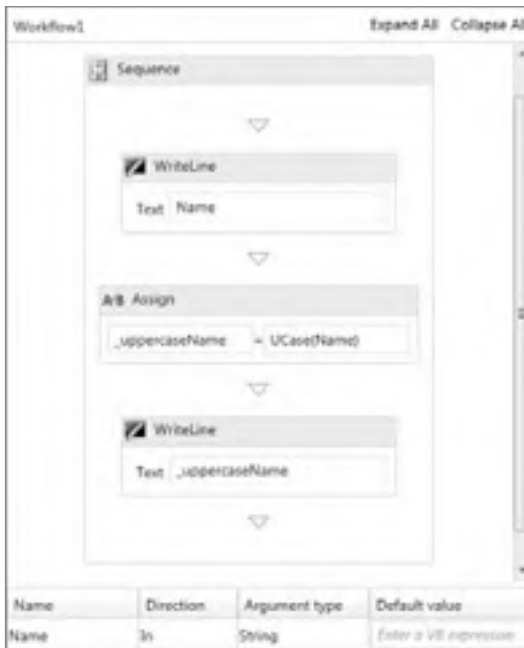 Workflow1 Expand All Collapse Al
Sequence
WriteLine
Text Name
A·B Assign
_uppercaseName = UCase(Name)
WriteLine
Text _uppercaseName
Name Direction Argument type Default value
Name In String Enter a VB expression